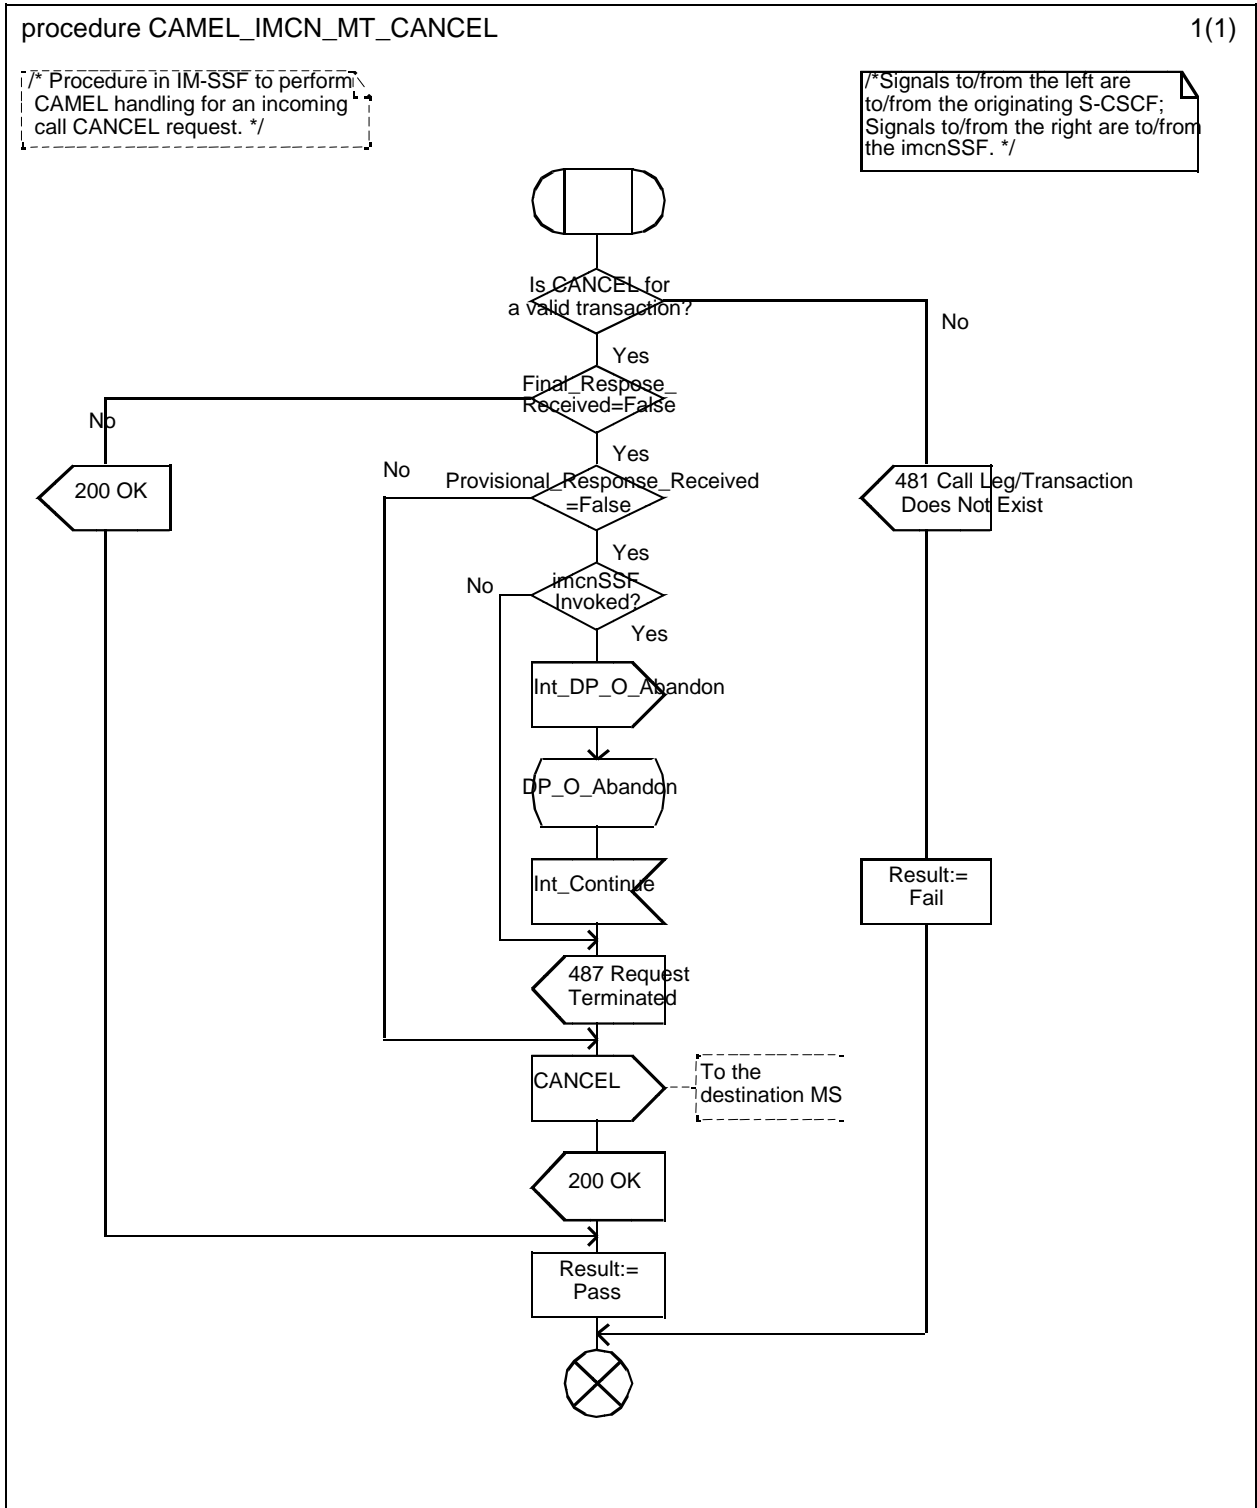 procedure CAMEL_IMCN_MT_CANCEL
1(1)
/* Procedure in IM-SSF to perform
CAMEL handling for an incoming
call CANCEL request. */
/*Signals to/from the left are
to/from the originating S-CSCF;
Signals to/from the right are to/from
the imcnSSF. */
Is CANCEL for
a valid transaction?
No
Yes
Final_Respose_
Received=False
No
Yes
No
Provisional_Response_Received
=False
200 OK
481 Call Leg/Transaction
Does Not Exist
Yes
No
imcnSSF
Invoked?
Yes
Int_DP_O_Abandon
DP_O_Abandon
Int_Continue
Result:=
Fail
487 Request
Terminated
CANCEL
To the
destination MS
200 OK
Result:=
Pass